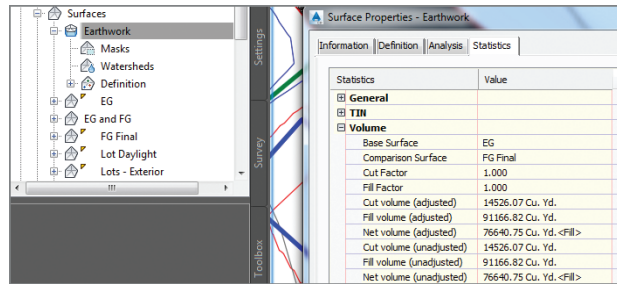 Surfaces
Earthwork
Masks
Watersheds
Definition
EG
EG and FG
FG Final
Lot Daylight
Lots - Exterior
Settings
Survey
Toolbox
Surface Properties - Earthwork
Information Definition Analysis Statistics
Statistics Value
General
TIN
Volume
Base Surface EG
Comparison Surface FG Final
Cut Factor 1.000
Fill Factor 1.000
Cut volume (adjusted) 14526.07 Cu. Yd.
Fill volume (adjusted) 91166.82 Cu. Yd.
Net volume (adjusted) 76640.75 Cu. Yd.<Fill>
Cut volume (unadjusted) 14526.07 Cu. Yd.
Fill volume (unadjusted) 91166.82 Cu. Yd.
Net volume (unadjusted) 76640.75 Cu. Yd.<Fill>